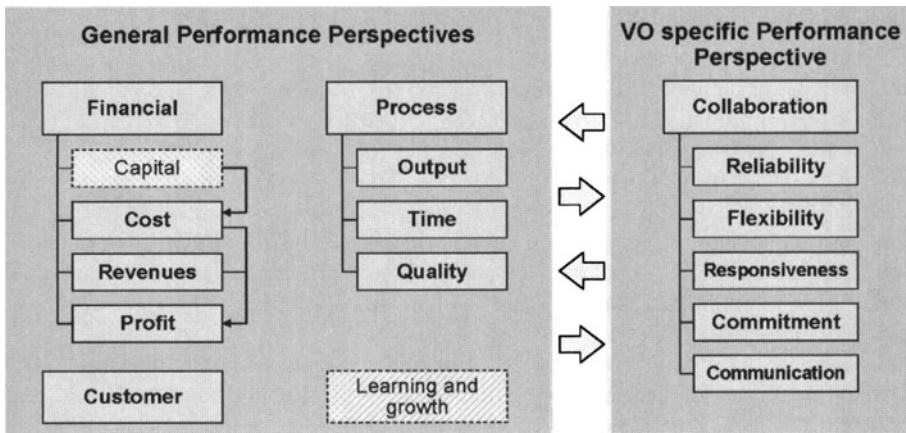 General Performance Perspectives
Financial
Capital
Cost
Revenues
Profit
Customer
Process
Output
Time
Quality
Learning and
growth
VO specific Performance
Perspective
Collaboration
Reliability
Flexibility
Responsiveness
Commitment
Communication